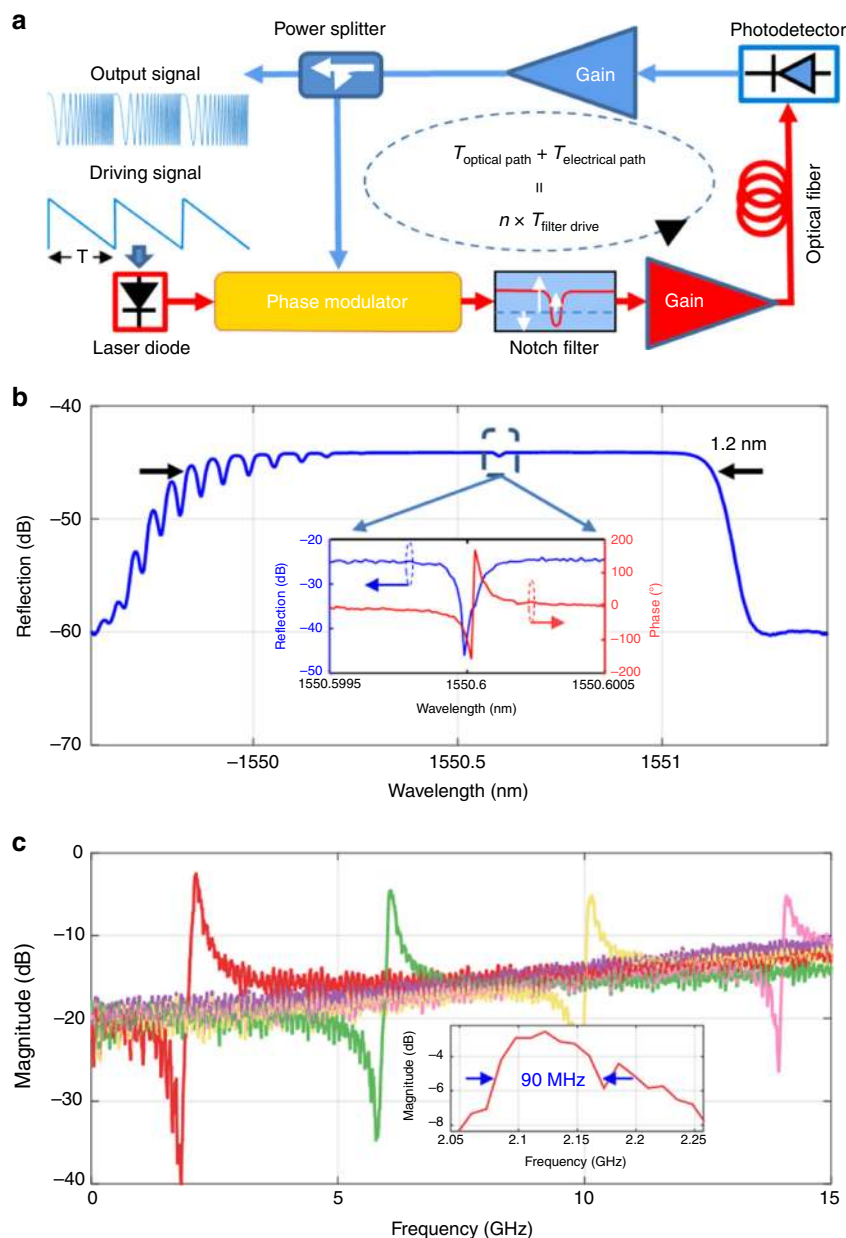 a
Power splitter
Photodetector
Output signal
Gain
Driving signal
T optical path + T electrical path
=
n × T filter drive
Optical fiber
T
Phase modulator
Gain
Laser diode
Notch filter
b
−40
1.2 nm
−50
−60
−70
Reflection (dB)
−20
−30
−40
−50
Reflection (dB)
200
100
0
−100
−200
Phase (°)
1550.5995
1550.6
1550.6005
Wavelength (nm)
−1550
1550.5
1551
Wavelength (nm)
c
0
−10
−20
−30
−40
Magnitude (dB)
−4
−6
−8
Magnitude (dB)
90 MHz
2.05
2.1
2.15
2.2
2.25
Frequency (GHz)
0
5
10
15
Frequency (GHz)